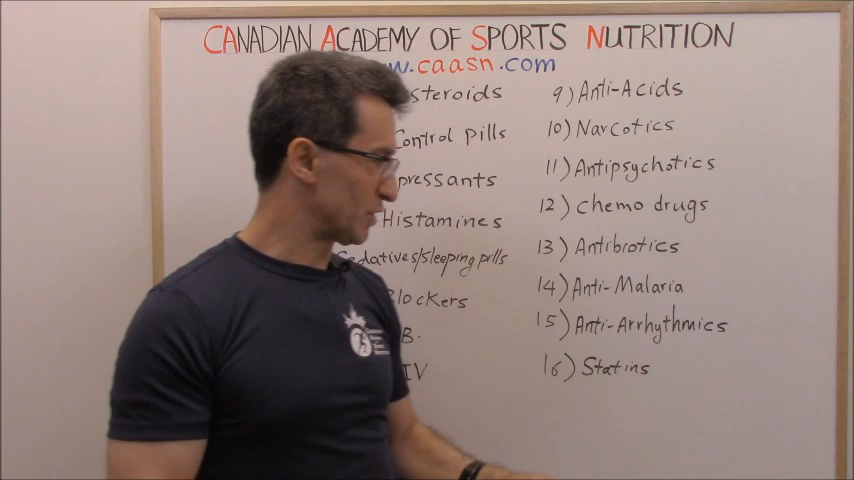 CANADIAN ACADEMY OF SPORTS NUTRITION
w.caasn.com
steroids
Control pills
pressants
Histamines
Sedatives/sleeping pills
Blockers
B.
IV
9) Anti-Acids
10) Narcotics
11) Antipsychotics
12) chemo drugs
13) Antibiotics
14) Anti-Malaria
15) Anti-Arrhythmics
16) Statins